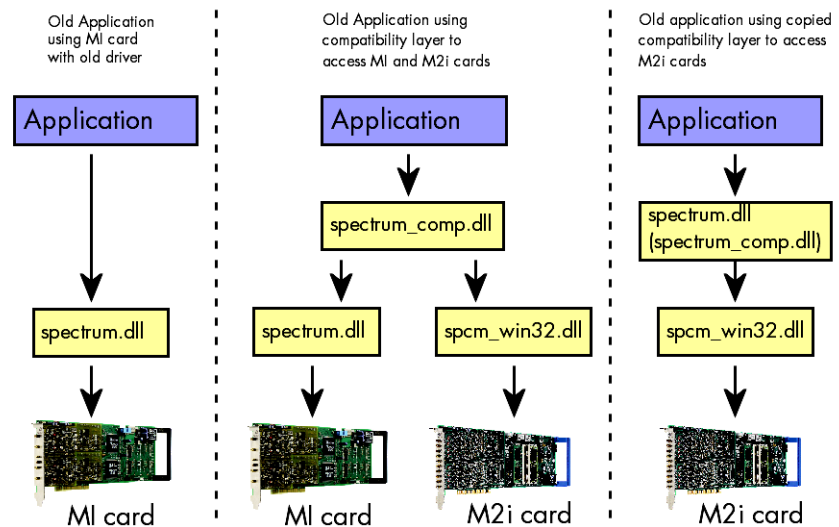 Old Application
using MI card
with old driver
Old Application using
compatibility layer to
access MI and M2i cards
Old application using copied
compatibility layer to access
M2i cards
Application
Application
Application
spectrum_comp.dll
spectrum.dll
(spectrum_comp.dll)
spectrum.dll
spectrum.dll
spcm_win32.dll
spcm_win32.dll
MI card
MI card
M2i card
M2i card